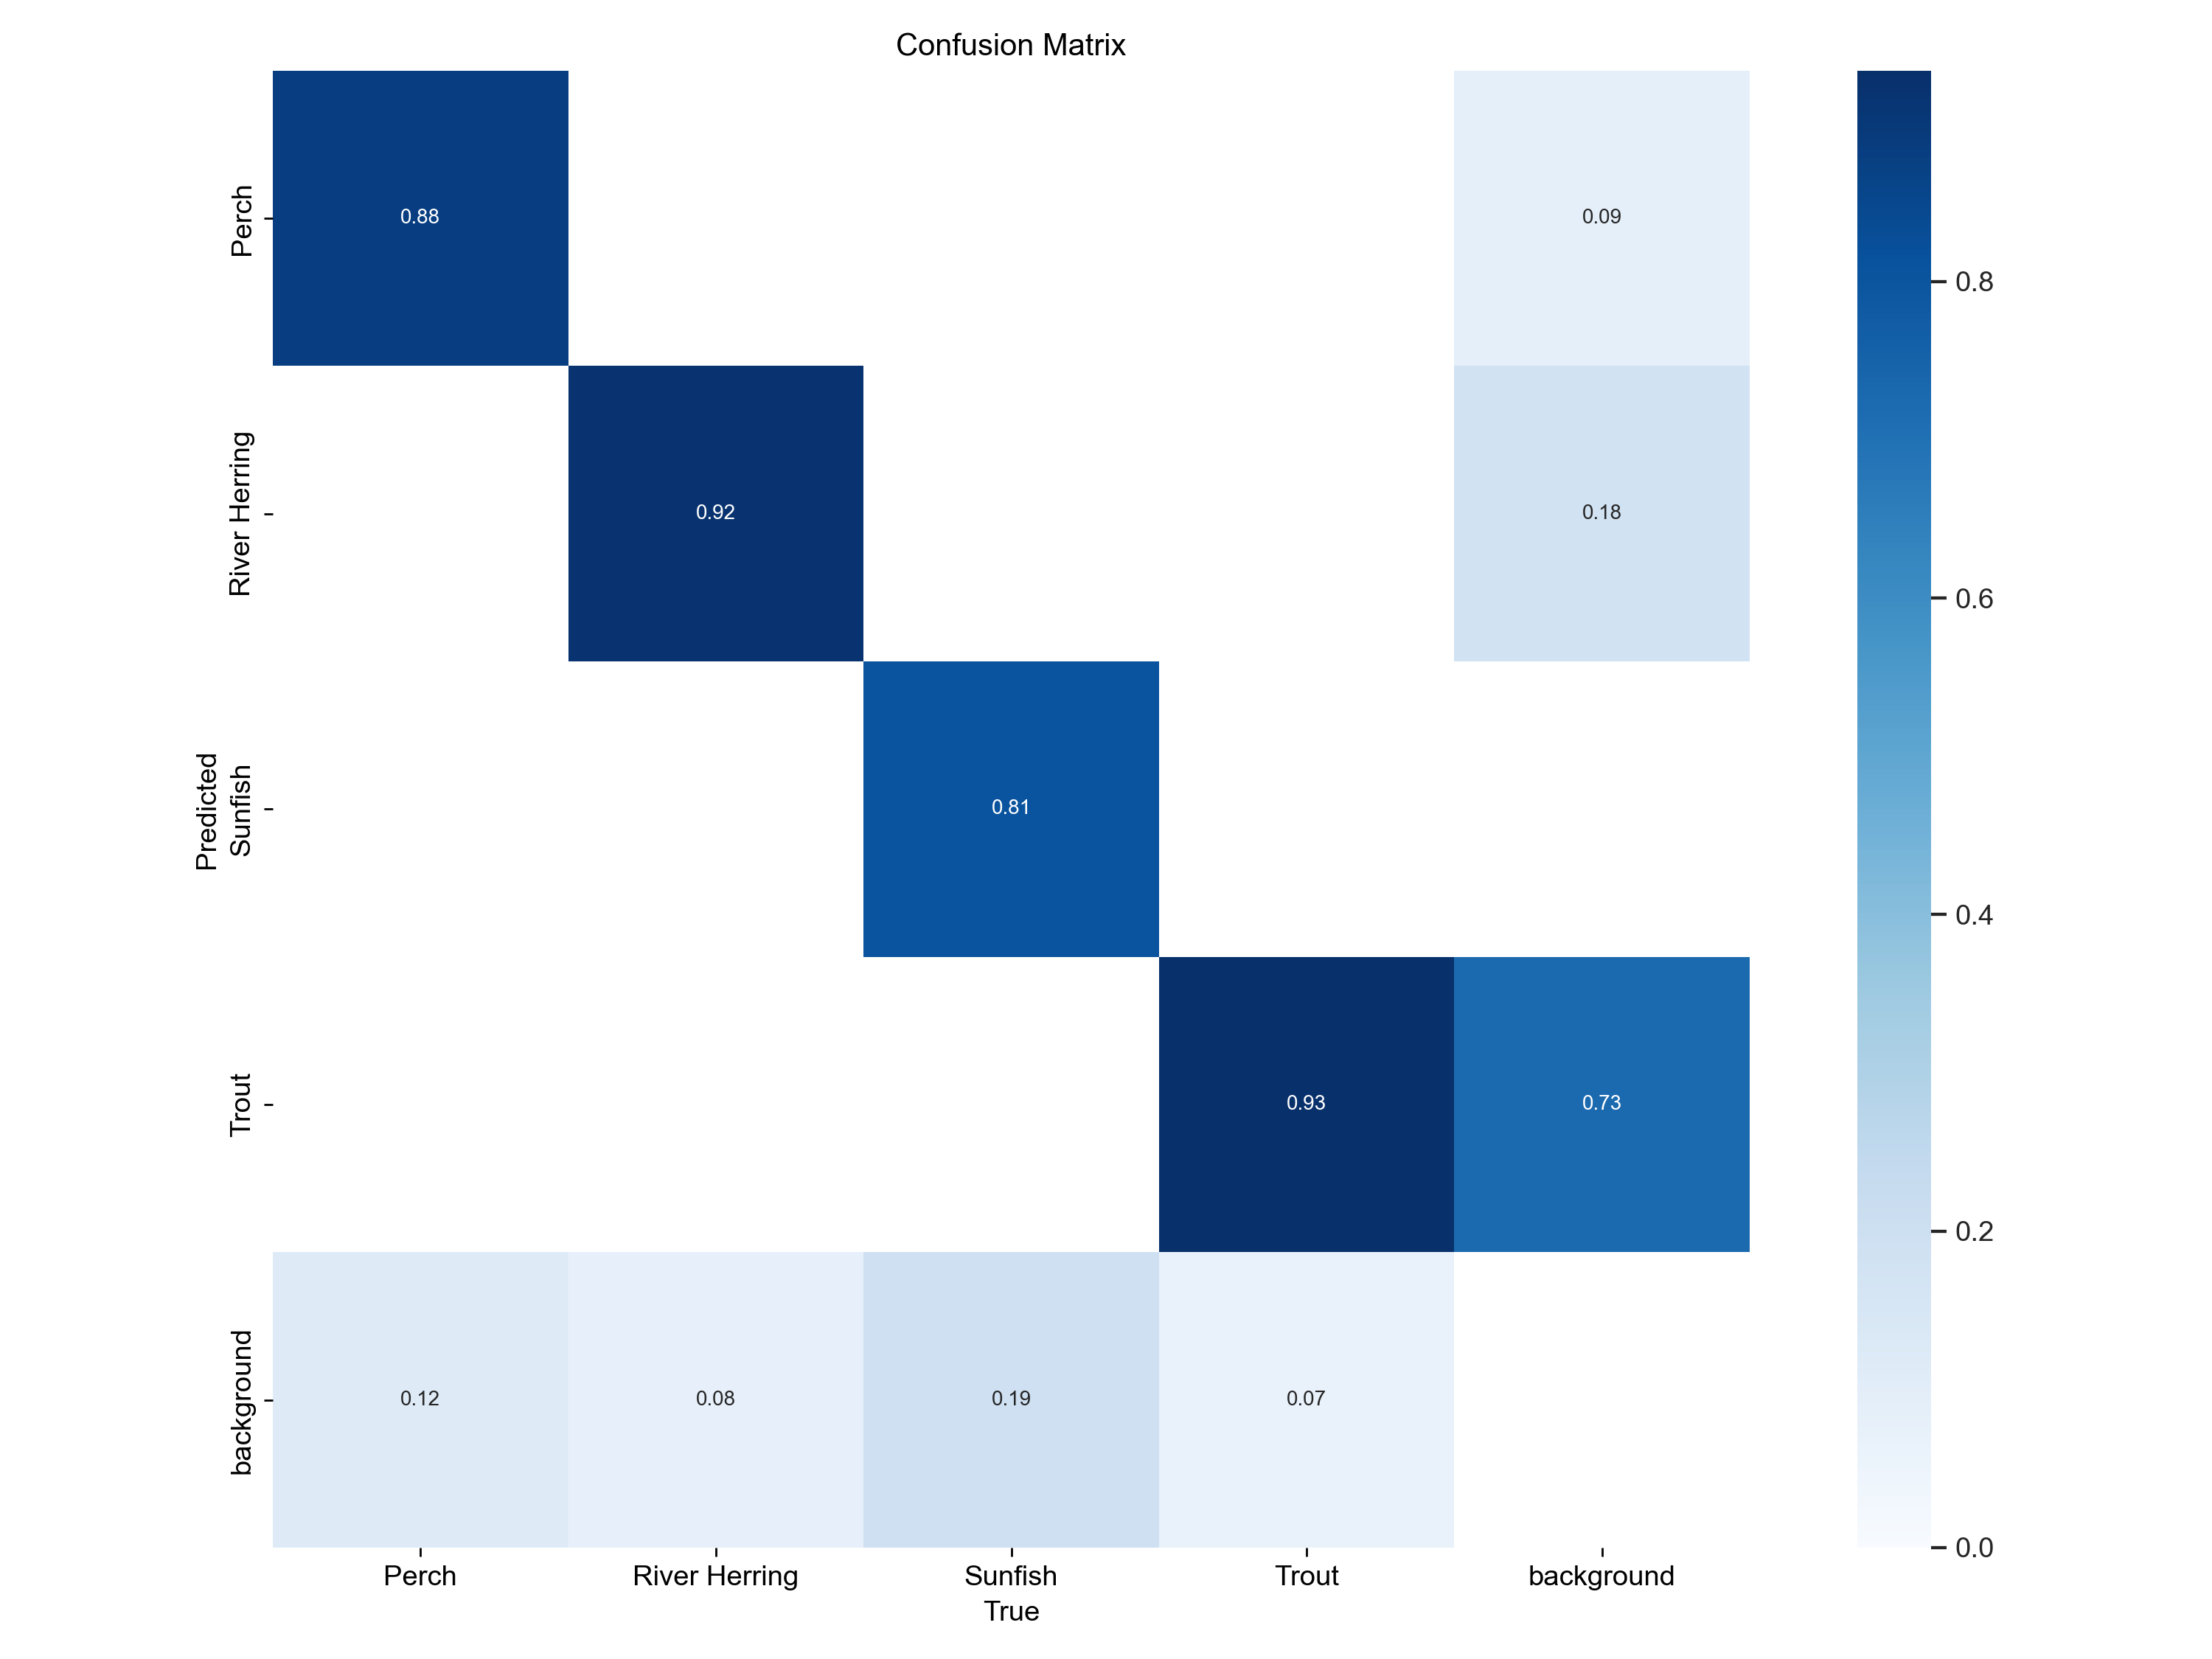 Confusion Matrix
Perch
0.88
0.09
0.8
River Herring
0.92
0.18
0.6
Predicted
Sunfish
0.81
0.4
Trout
0.93
0.73
0.2
background
0.12
0.08
0.19
0.07
0.0
Perch
River Herring
Sunfish
Trout
background
True